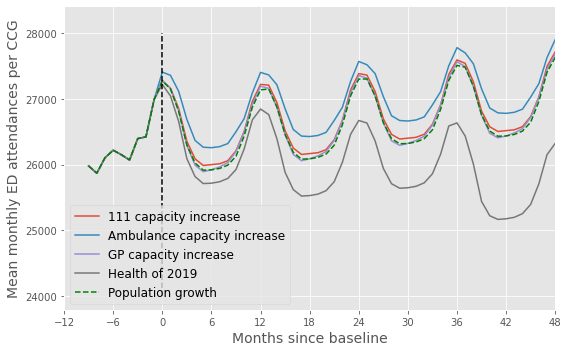 Mean monthly ED attendances per CCG
28000
27000
26000
25000
24000
111 capacity increase
Ambulance capacity increase
GP capacity increase
Health of 2019
Population growth
−12 −6 0 6 12 18 24 30 36 42 48
Months since baseline